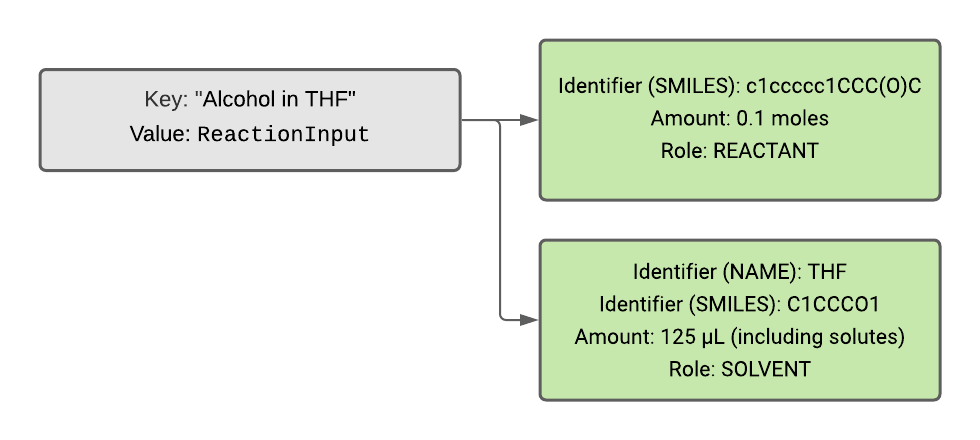 Key: "Alcohol in THF"
Value: ReactionInput
Identifier (SMILES): c1ccccc1CCC(O)C
Amount: 0.1 moles
Role: REACTANT
Identifier (NAME): THF
Identifier (SMILES): C1CCCO1
Amount: 125 µL (including solutes)
Role: SOLVENT